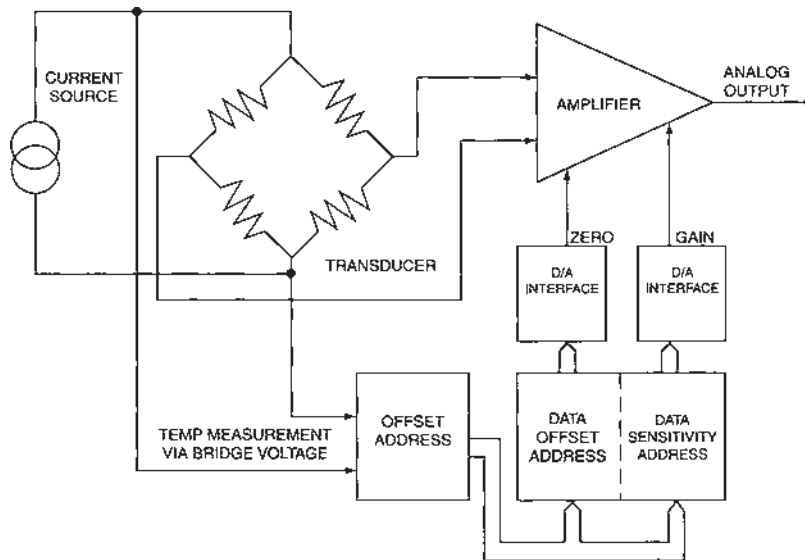 CURRENT
SOURCE
AMPLIFIER
ANALOG
OUTPUT
TRANSDUCER
ZERO
GAIN
D/A
INTERFACE
D/A
INTERFACE
TEMP MEASUREMENT
VIA BRIDGE VOLTAGE
OFFSET
ADDRESS
DATA
OFFSET
ADDRESS
DATA
SENSITIVITY
ADDRESS